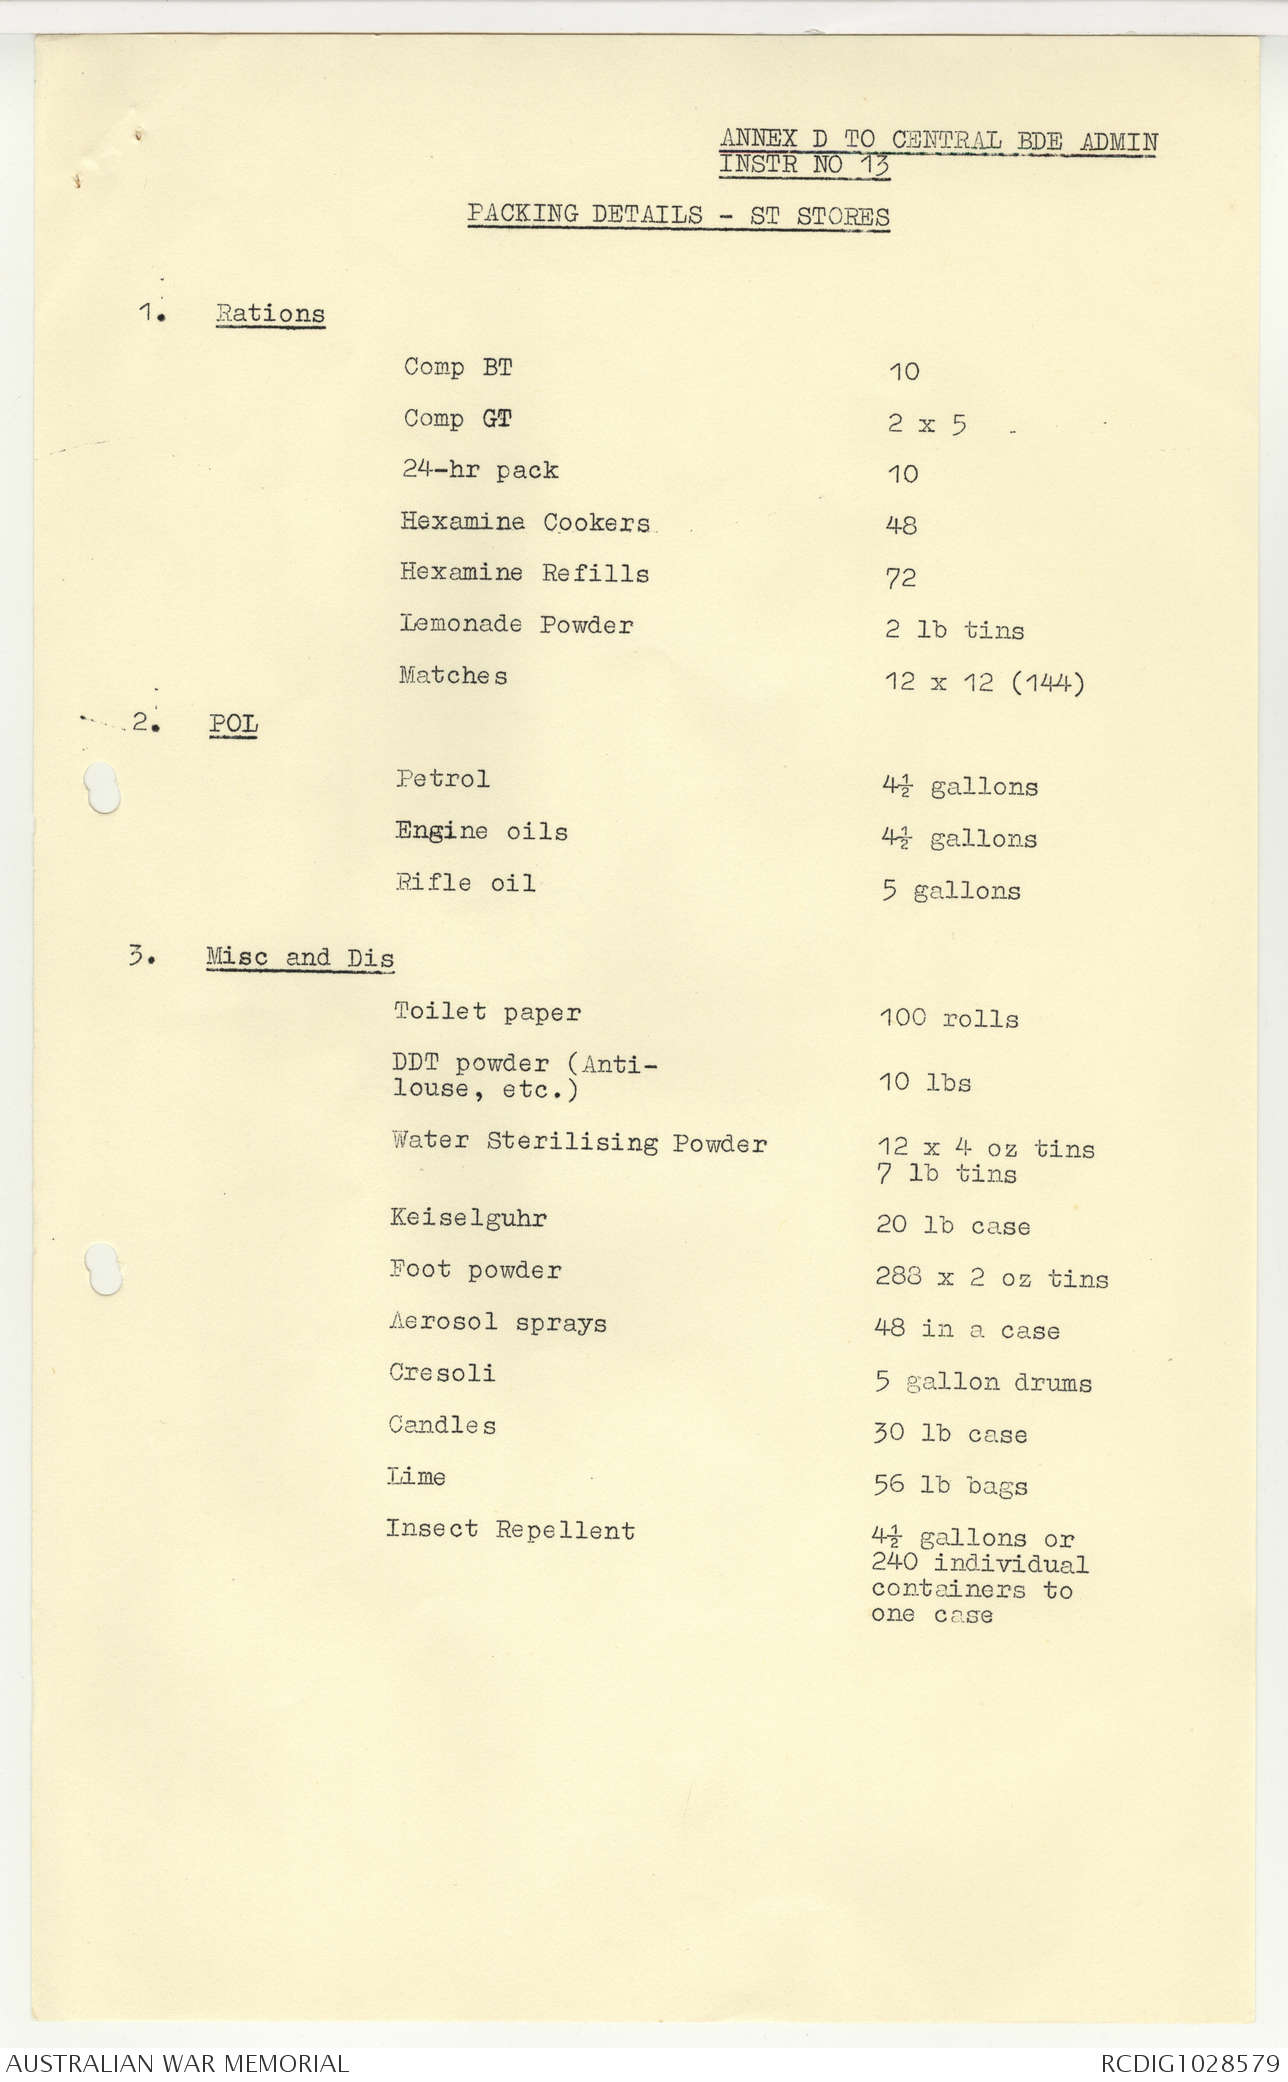 ANNEX D TO CENTRAL BDE ADMIN
INSTR NO 13
PACKING DETAILS - ST STORES
1. Rations
Comp BT 10
Comp GT 2 x 5
24-hr pack 10
Hexamine Cookers 48
Hexamine Refills 72
Lemonade Powder 2 lb tins
Matches 12 x 12 (144)
2. POL
Petrol 4½ gallons
Engine oils 4½ gallons
Rifle oil 5 gallons
3. Misc and Dis
Toilet paper 100 rolls
DDT powder (Anti-
louse, etc.) 10 lbs
Water Sterilising Powder 12 x 4 oz tins
7 lb tins
Keiselguhr 20 lb case
Foot powder 288 x 2 oz tins
Aerosol sprays 48 in a case
Cresoli 5 gallon drums
Candles 30 lb case
Lime 56 lb bags
Insect Repellent 4½ gallons or
240 individual
containers to
one case
AUSTRALIAN WAR MEMORIAL RCDIG1028579